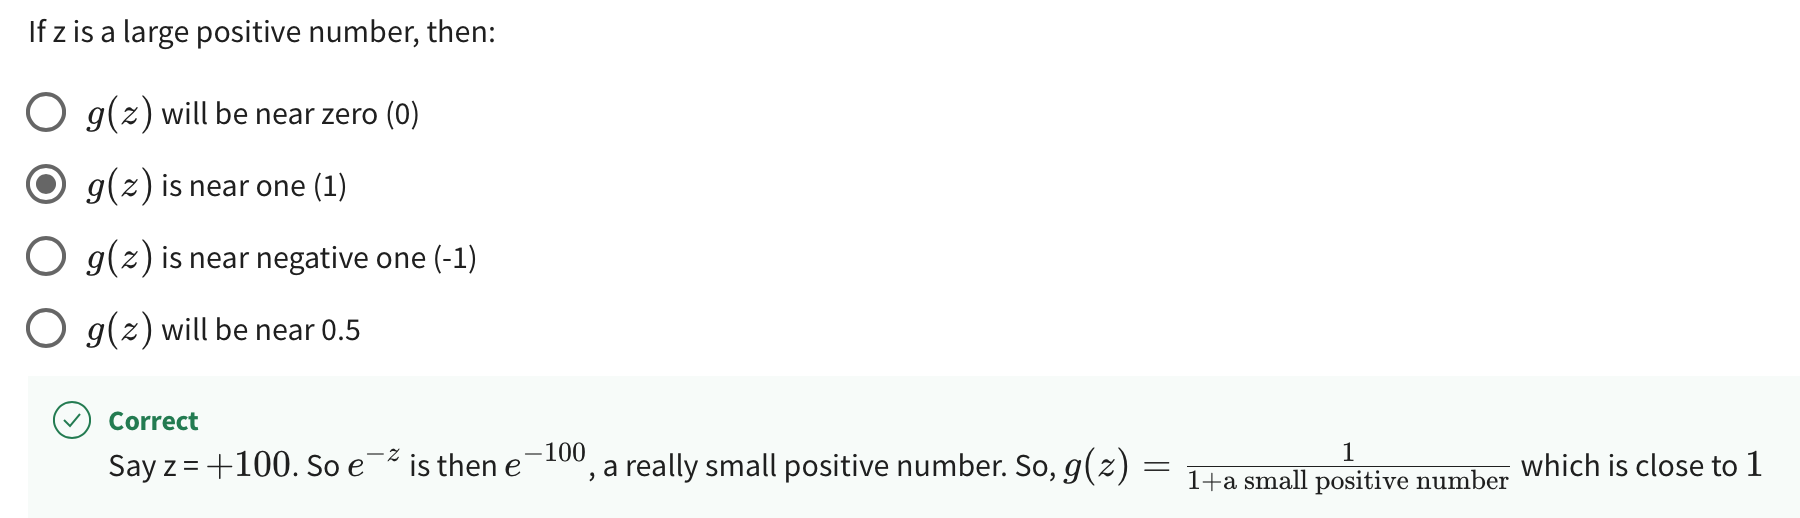 If z is a large positive number, then:
g(z) will be near zero (0)
g(z) is near one (1)
g(z) is near negative one (-1)
g(z) will be near 0.5
Correct
Say z = +100. So e^{-z} is then e^{-100}, a really small positive number. So, g(z) = \frac{1}{1+a small positive number} which is close to 1